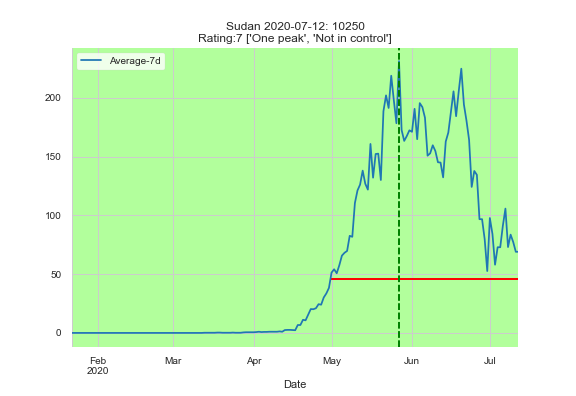 Sudan 2020-07-12: 10250
Rating:7 ['One peak', 'Not in control']
Average-7d
200
150
100
50
0
Feb Mar Apr May Jun Jul
2020
Date